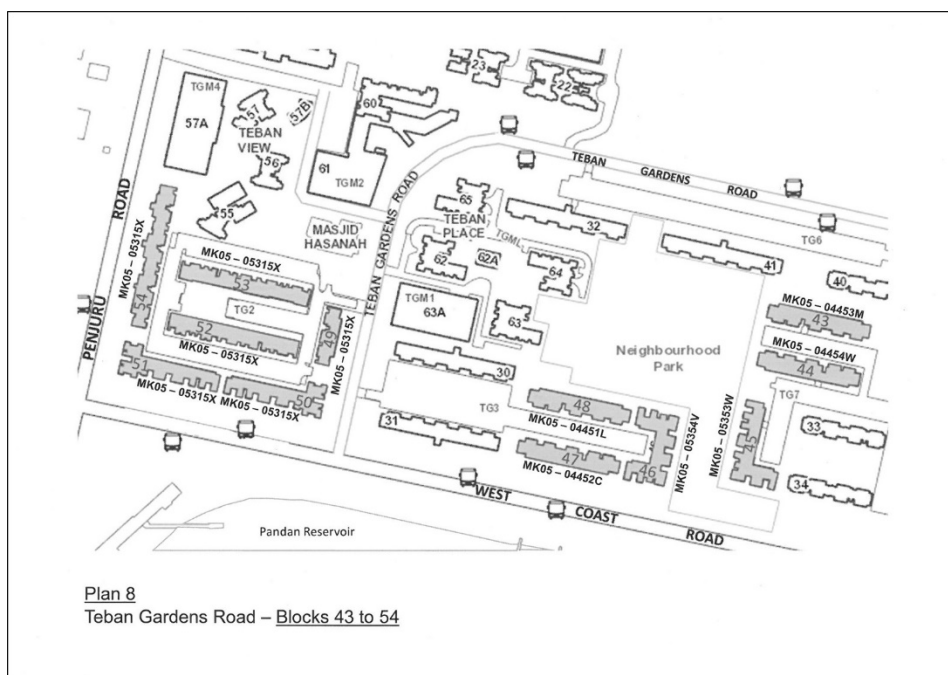 23
22
TGM4
57A
57
57B
60
TEBAN
VIEW
56
61
TGM2
TEBAN GARDENS ROAD
55
MASJID
HASANAH
65
TEBAN
PLACE
32
TEBAN GARDENS ROAD
TG6
62
62A
64
41
40
PENJURU ROAD
54
MK05 – 05315X
MK05 – 05315X
53
TG2
52
MK05 – 05315X
49
MK05 – 05315X
51
MK05 – 05315X
50
MK05 – 05315X
TGM1
63A
63
MK05 – 04453M
43
MK05 – 04454W
44
Neighbourhood
Park
30
TG3
31
48
MK05 – 04451L
47
MK05 – 04452C
46
MK05 – 05354V
MK05 – 05353W
45
TG7
33
34
WEST COAST ROAD
Pandan Reservoir
Plan 8
Teban Gardens Road – Blocks 43 to 54